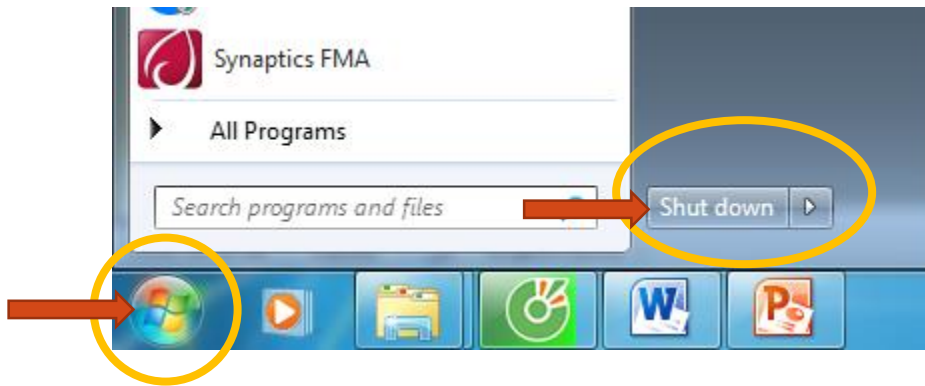 Synaptics FMA
All Programs
Search programs and files
Shut down
W
P